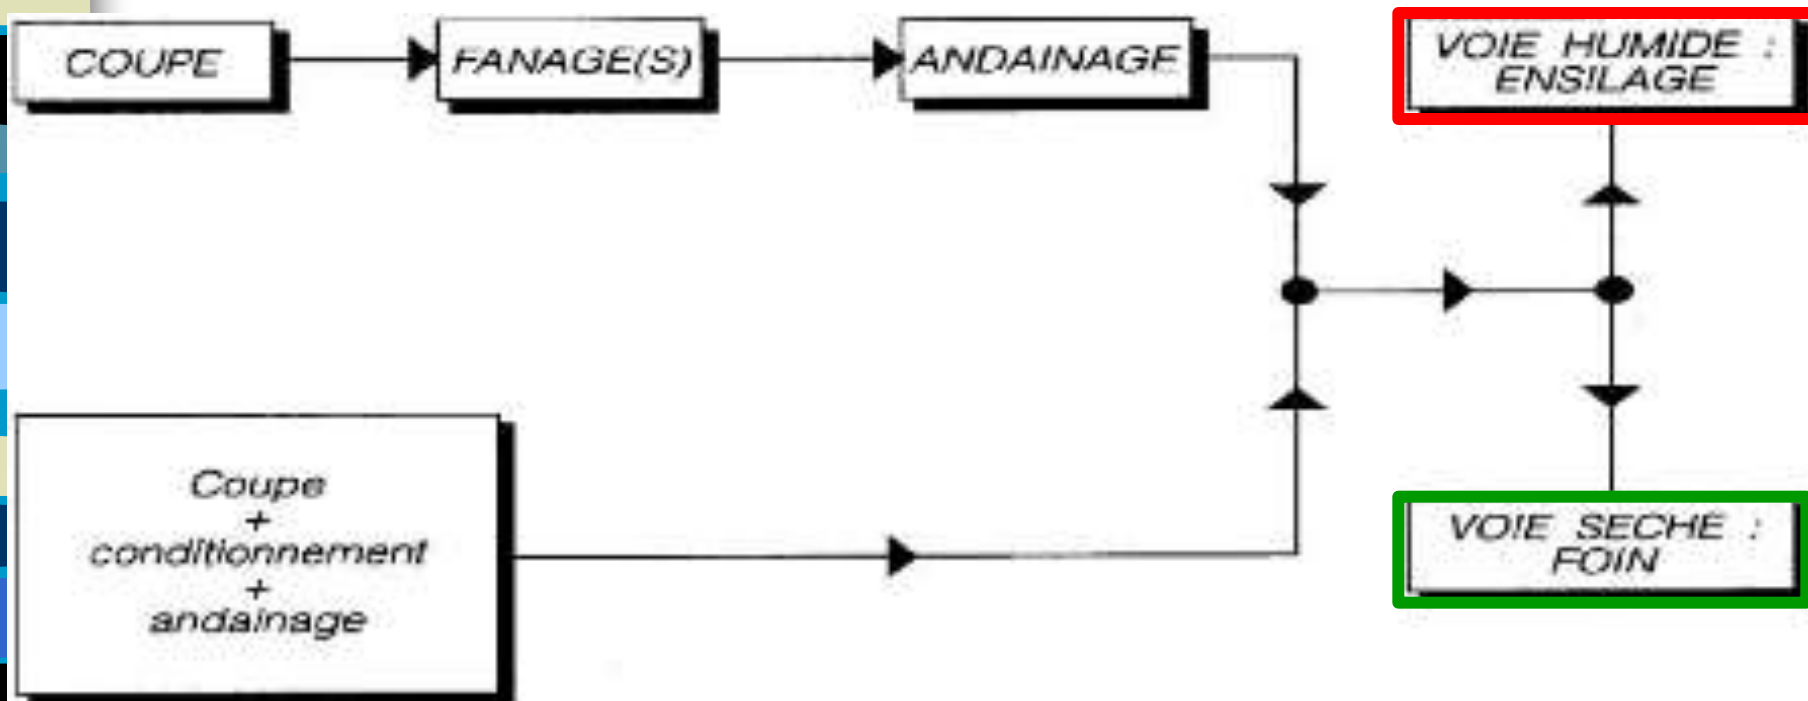 COUPE
FANAGE(S)
ANDAINAGE
VOIE HUMIDE :
ENSILAGE
Coupe
+
conditionnement
+
andainage
VOIE SECHE :
FOIN